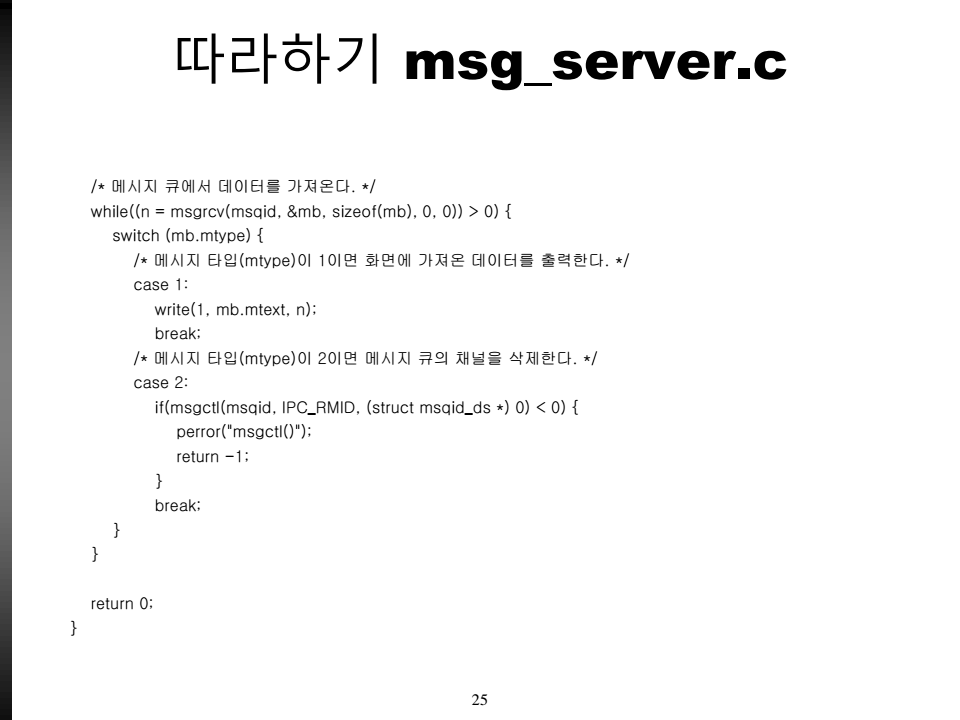 따라하기 msg_server.c
/* 메시지 큐에서 데이터를 가져온다. */
while((n = msgrcv(msqid, &mb, sizeof(mb), 0, 0)) > 0) {
switch (mb.mtype) {
/* 메시지 타입(mtype)이 1이면 화면에 가져온 데이터를 출력한다. */
case 1:
write(1, mb.mtext, n);
break;
/* 메시지 타입(mtype)이 2이면 메시지 큐의 채널을 삭제한다. */
case 2:
if(msgctl(msqid, IPC_RMID, (struct msqid_ds *) 0) < 0) {
perror("msgctl()");
return -1;
}
break;
}
}
return 0;
}
25